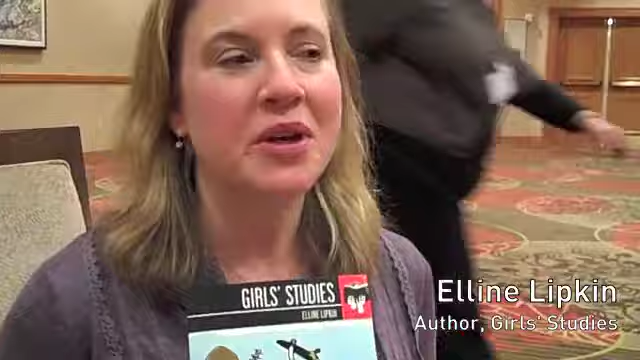 GIRLS' STUDIES
ELLINE LIPKIN
Elline Lipkin
Author, Girls' Studies